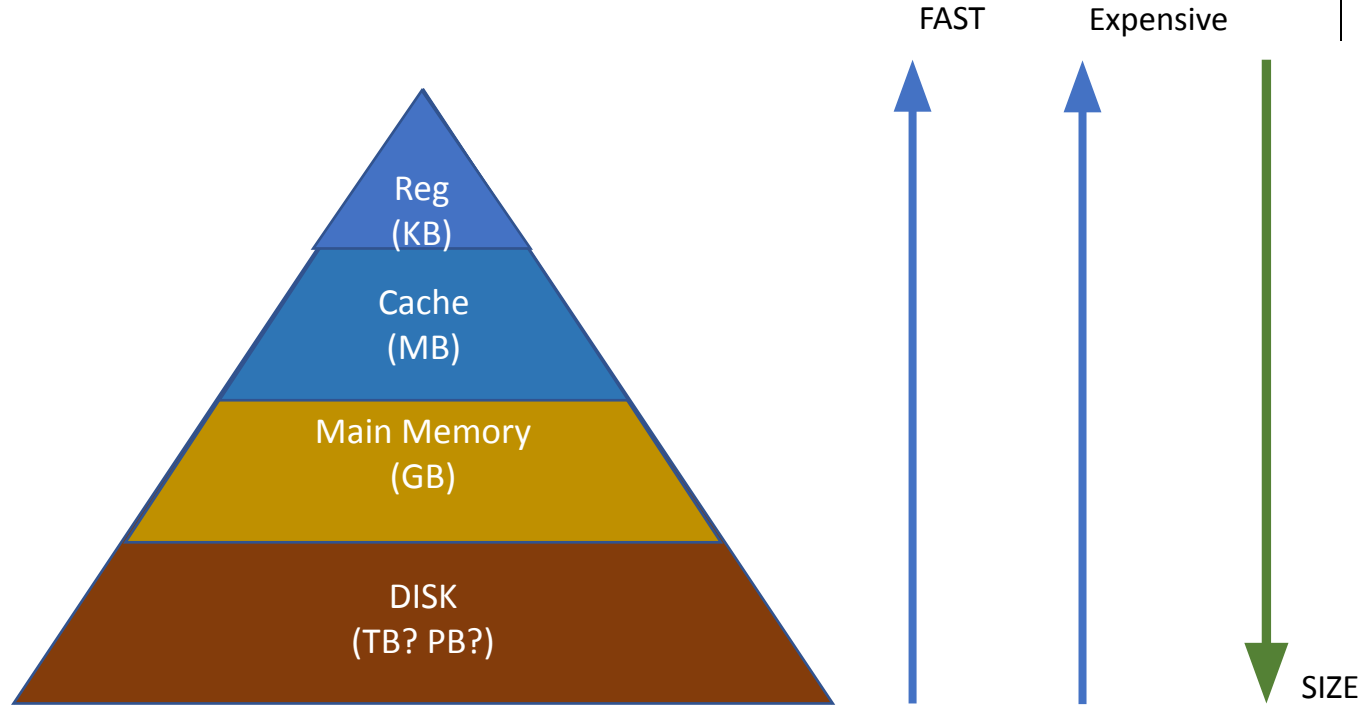 FAST
Expensive
Reg
(KB)
Cache
(MB)
Main Memory
(GB)
DISK
(TB? PB?)
SIZE